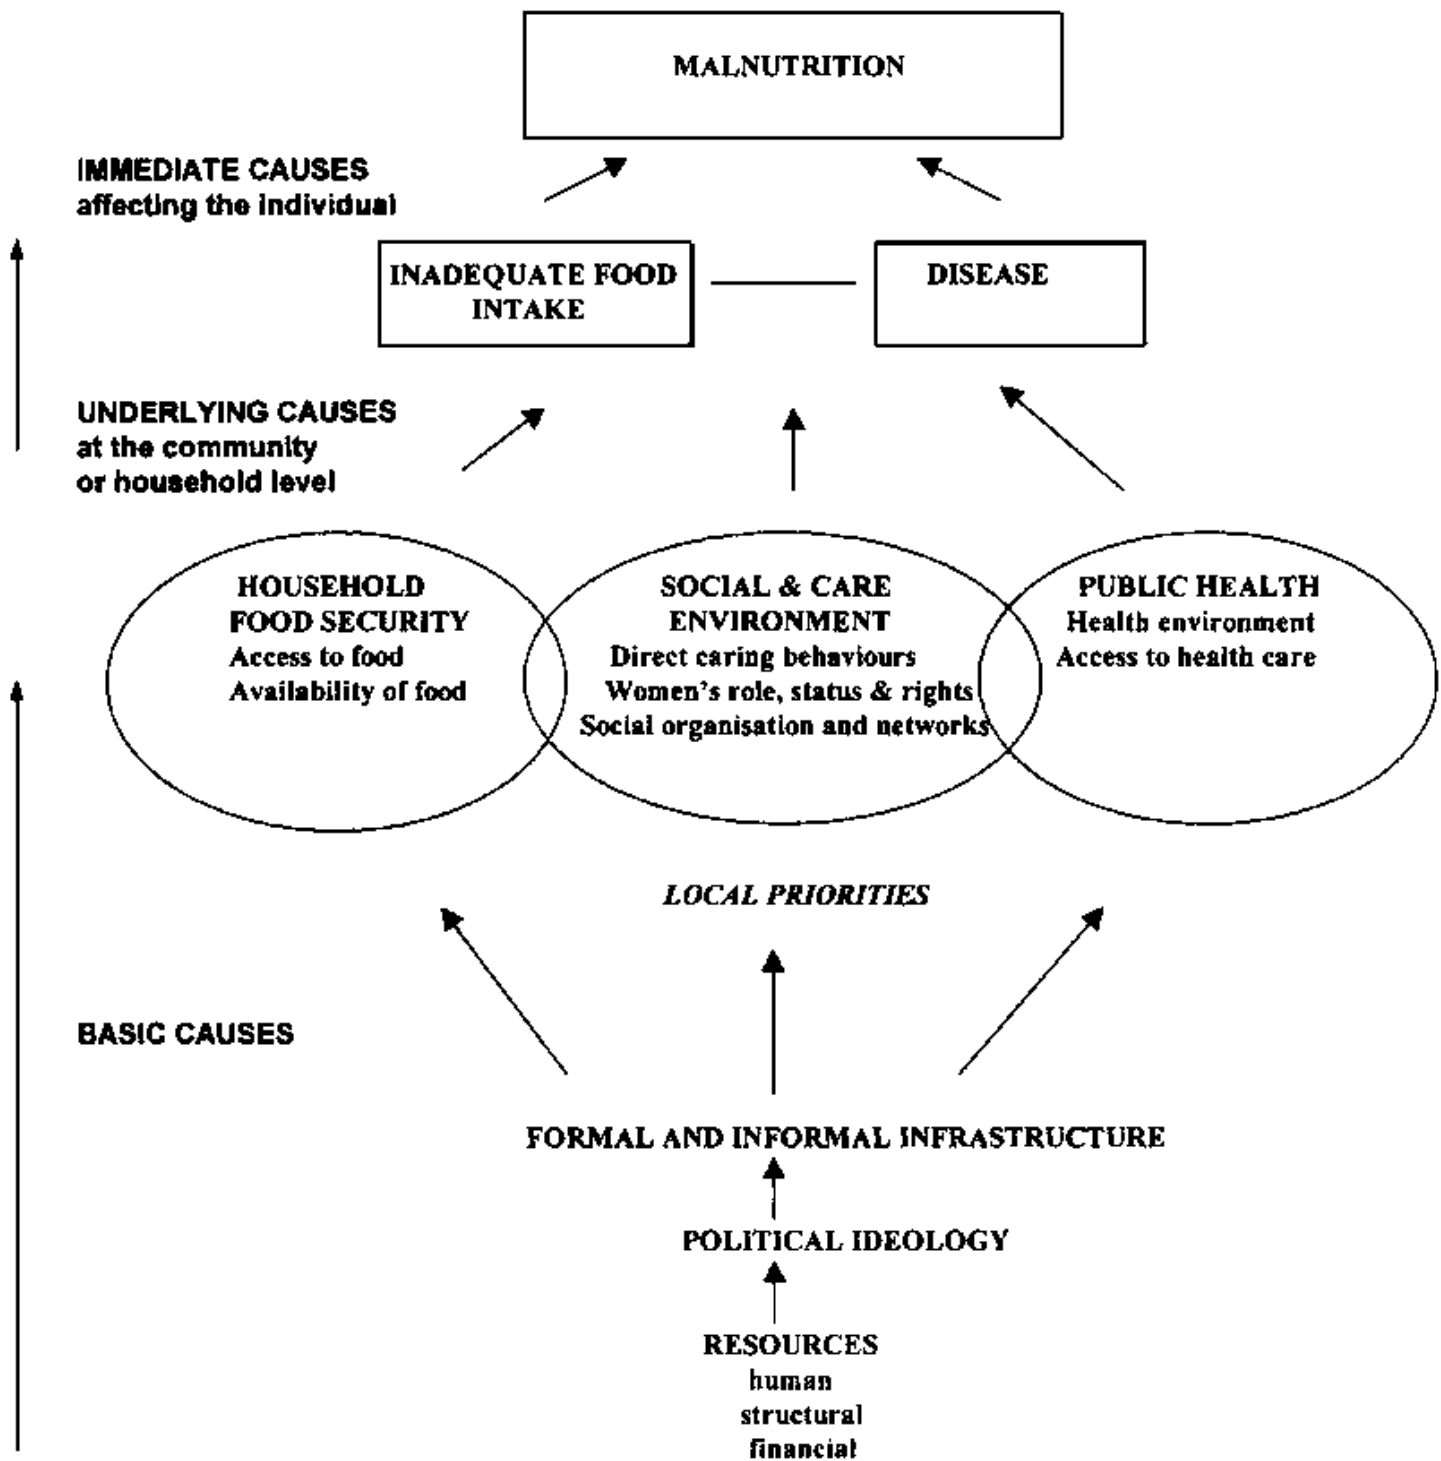 MALNUTRITION
IMMEDIATE CAUSES
affecting the individual
INADEQUATE FOOD
INTAKE
DISEASE
UNDERLYING CAUSES
at the community
or household level
HOUSEHOLD
FOOD SECURITY
Access to food
Availability of food
SOCIAL & CARE
ENVIRONMENT
Direct caring behaviours
Women's role, status & rights
Social organisation and networks
PUBLIC HEALTH
Health environment
Access to health care
LOCAL PRIORITIES
BASIC CAUSES
FORMAL AND INFORMAL INFRASTRUCTURE
POLITICAL IDEOLOGY
RESOURCES
human
structural
financial